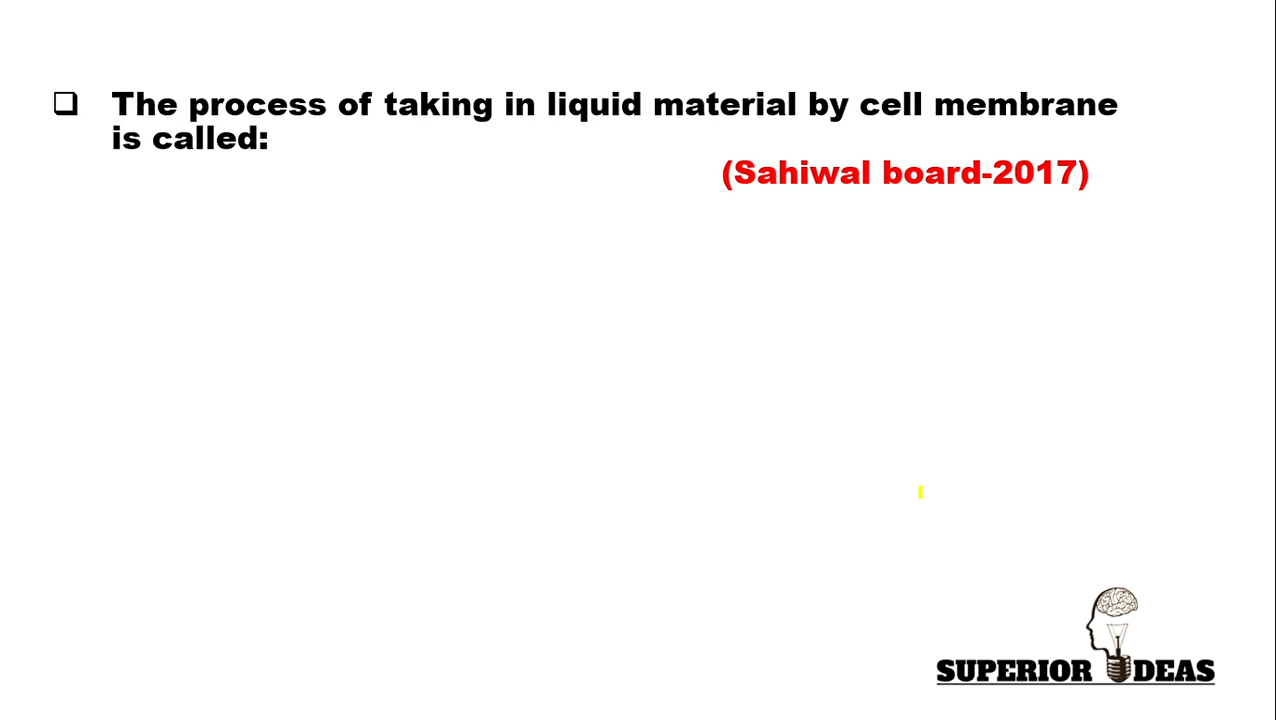 ❑ The process of taking in liquid material by cell membrane
is called:
(Sahiwal board-2017)
SUPERIOR IDEAS